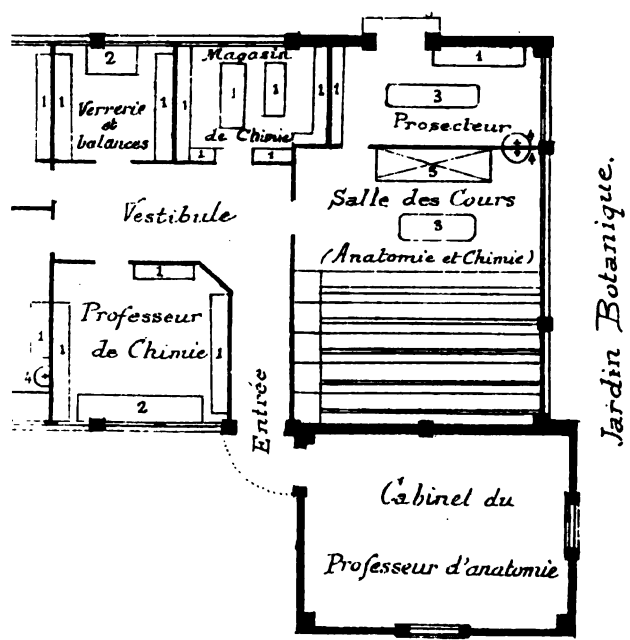 Magasin
de Chimie
1
1
1
1
1
1
1
1
1
1
2
Verrerie
et
balances
1
3
Prosecteur
5
Salle des Cours
3
(Anatomie et Chimie)
Vestibule
1
Professeur
de Chimie
1
1
1
4
2
Entrée
Jardin Botanique.
Cabinet du
Professeur d'anatomie